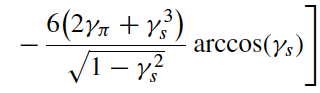 − 6(2γ_π + γ_s^3) / √(1 − γ_s^2) arccos(γ_s) ]